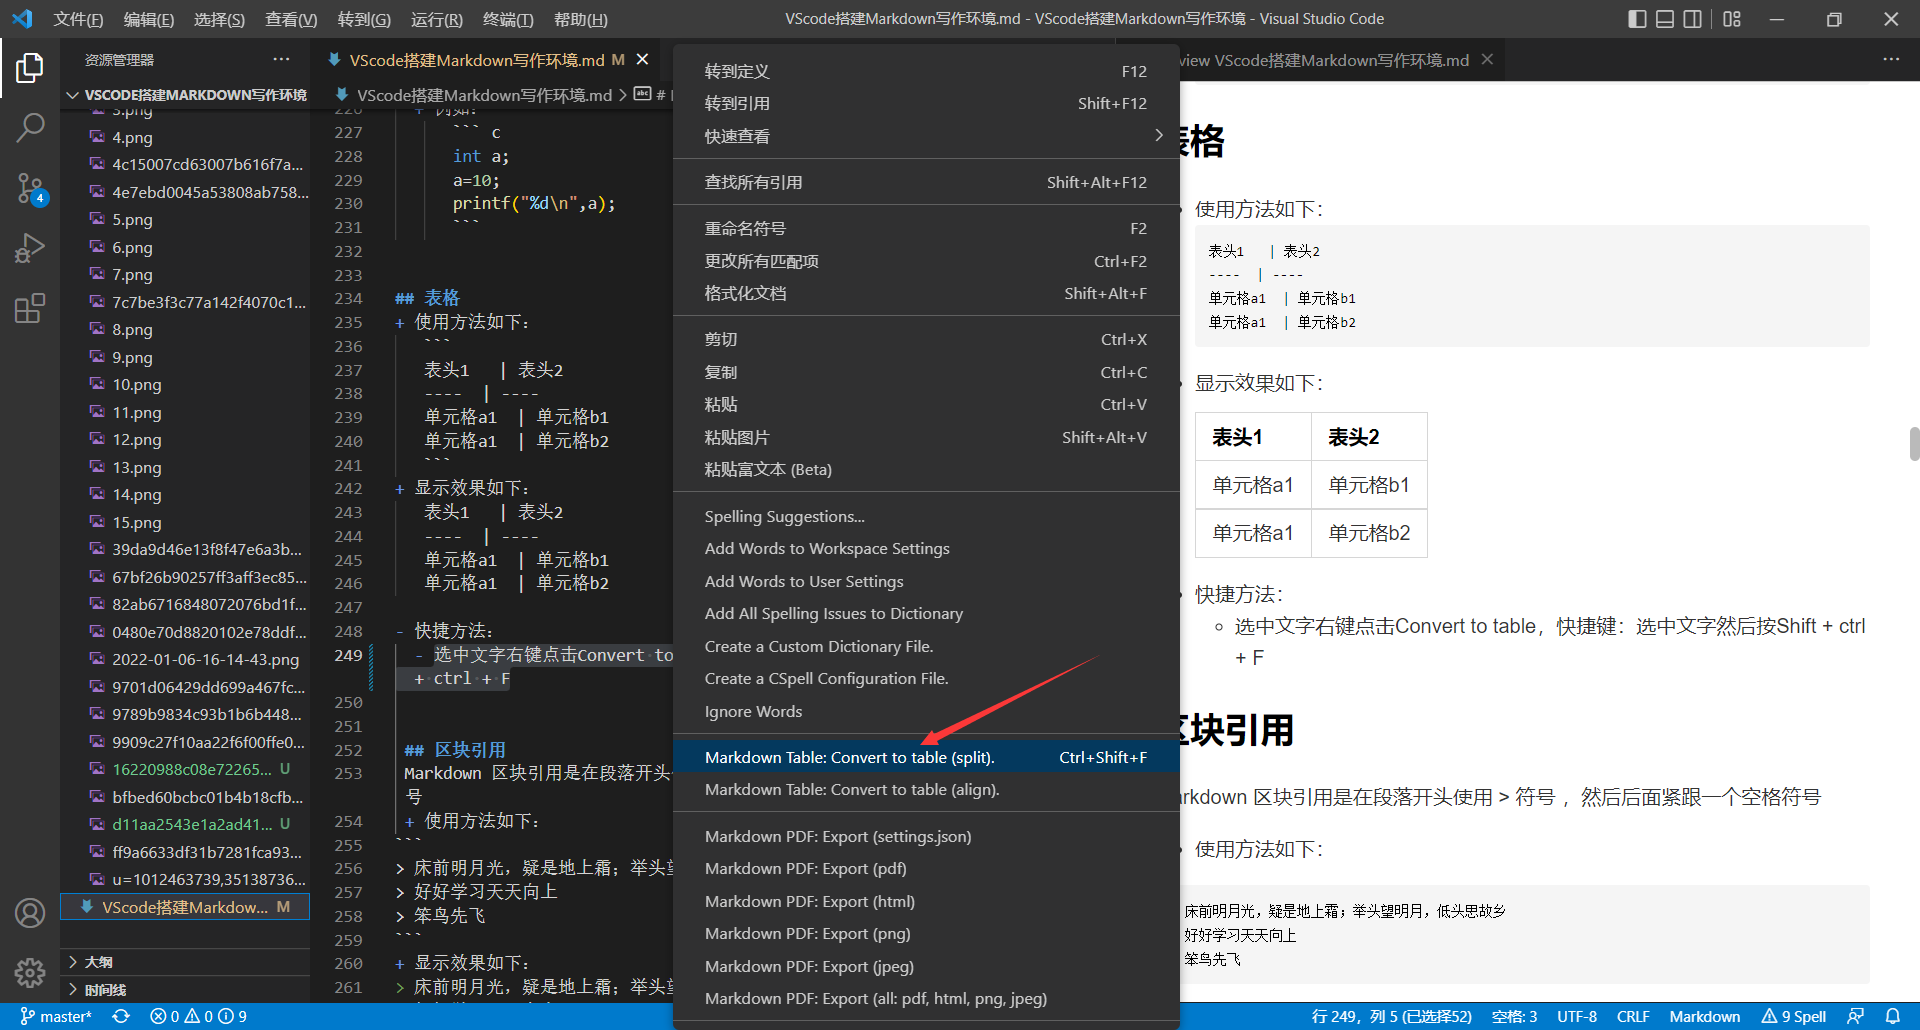 文件(F) 编辑(E) 选择(S) 查看(V) 转到(G) 运行(R) 终端(T) 帮助(H)
VScode搭建Markdown写作环境.md - VScode搭建Markdown写作环境 - Visual Studio Code
资源管理器
VSCODE搭建MARKDOWN写作环境
3.png
4.png
4c15007cd63007b616f7a...
4e7ebd0045a53808ab758...
5.png
6.png
7.png
7c7be3f3c77a142f4070c1...
8.png
9.png
10.png
11.png
12.png
13.png
14.png
15.png
39da9d46e13f8f47e6a3b...
67bf26b90257ff3aff3ec85...
82ab6716848072076bd1f...
0480e70d8820102e78ddf...
2022-01-06-16-14-43.png
9701d06429dd699a467fc...
9789b9834c93b1b6b448...
9909c27f10aa22f6f00ffe0...
16220988c08e72265... U
bfbed60bcbc01b4b18cfb...
d11aa2543e1a2ad41... U
ff9a6633df31b7281fca93...
u=1012463739,35138736...
VScode搭建Markdow... M
大纲
时间线
4
VScode搭建Markdown写作环境.md M
VScode搭建Markdown写作环境.md > #
226 + 例如:
227 ``` c
228 int a;
229 a=10;
230 printf("%d\n",a);
231 ```
232
233
234 ## 表格
235 + 使用方法如下：
236 ```
237 表头1 | 表头2
238 ---- | ----
239 单元格a1 | 单元格b1
240 单元格a1 | 单元格b2
241 ```
242 + 显示效果如下：
243 表头1 | 表头2
244 ---- | ----
245 单元格a1 | 单元格b1
246 单元格a1 | 单元格b2
247
248 - 快捷方法：
249 - 选中文字右键点击Convert to
+ ctrl + F
250
251
252 ## 区块引用
253 Markdown 区块引用是在段落开头
号
254 + 使用方法如下：
255 ```
256 > 床前明月光，疑是地上霜；举头望
257 > 好好学习天天向上
258 > 笨鸟先飞
259 ```
260 + 显示效果如下：
261 > 床前明月光，疑是地上霜；举头望
转到定义 F12
转到引用 Shift+F12
快速查看
查找所有引用 Shift+Alt+F12
重命名符号 F2
更改所有匹配项 Ctrl+F2
格式化文档 Shift+Alt+F
剪切 Ctrl+X
复制 Ctrl+C
粘贴 Ctrl+V
粘贴图片 Shift+Alt+V
粘贴富文本 (Beta)
Spelling Suggestions...
Add Words to Workspace Settings
Add Words to User Settings
Add All Spelling Issues to Dictionary
Create a Custom Dictionary File.
Create a CSpell Configuration File.
Ignore Words
Markdown Table: Convert to table (split). Ctrl+Shift+F
Markdown Table: Convert to table (align).
Markdown PDF: Export (settings.json)
Markdown PDF: Export (pdf)
Markdown PDF: Export (html)
Markdown PDF: Export (png)
Markdown PDF: Export (jpeg)
Markdown PDF: Export (all: pdf, html, png, jpeg)
view VScode搭建Markdown写作环境.md
表格
使用方法如下：
表头1 | 表头2
---- | ----
单元格a1 | 单元格b1
单元格a1 | 单元格b2
显示效果如下：
表头1 表头2
单元格a1 单元格b1
单元格a1 单元格b2
快捷方法：
选中文字右键点击Convert to table，快捷键：选中文字然后按Shift + ctrl
+ F
区块引用
arkdown 区块引用是在段落开头使用 > 符号 ，然后后面紧跟一个空格符号
使用方法如下：
床前明月光，疑是地上霜；举头望明月，低头思故乡
好好学习天天向上
笨鸟先飞
master* 0 0 9
行 249，列 5 (已选择52) 空格: 3 UTF-8 CRLF Markdown 9 Spell